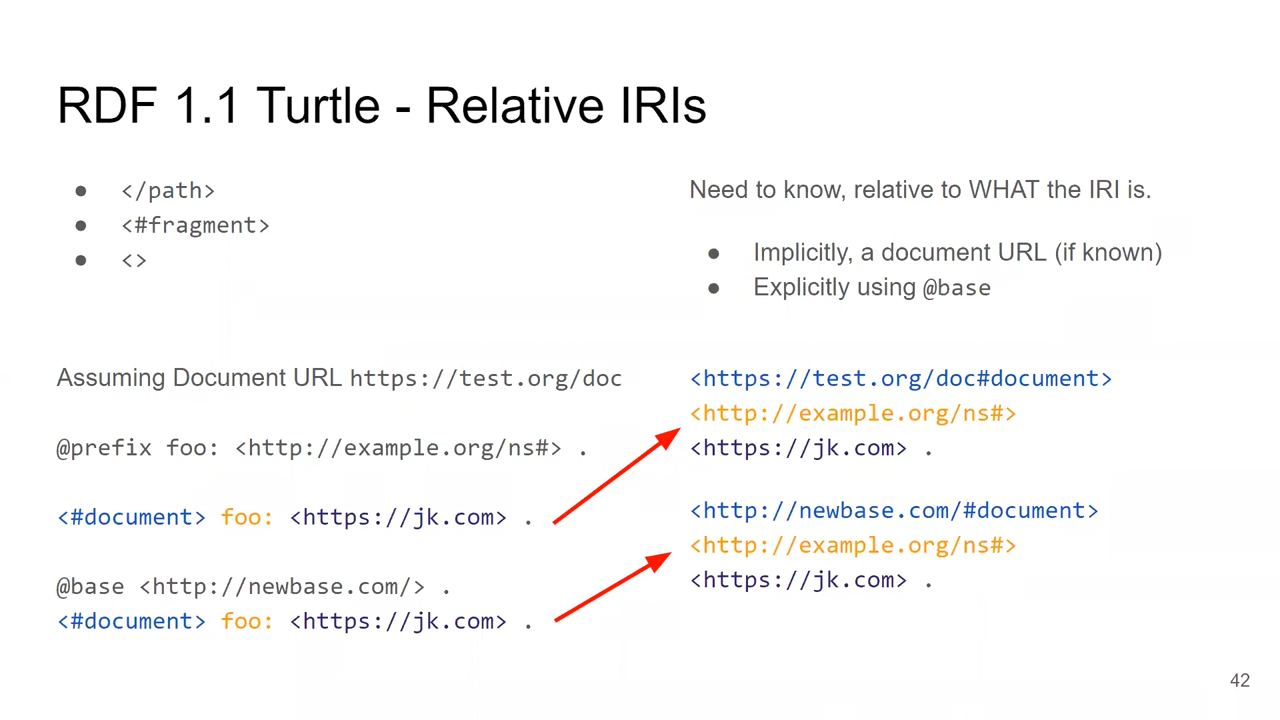 RDF 1.1 Turtle - Relative IRIs
● </path>
● <#fragment>
● <>
Need to know, relative to WHAT the IRI is.
● Implicitly, a document URL (if known)
● Explicitly using @base
Assuming Document URL https://test.org/doc
@prefix foo: <http://example.org/ns#> .
<#document> foo: <https://jk.com> .
@base <http://newbase.com/> .
<#document> foo: <https://jk.com> .
<https://test.org/doc#document>
<http://example.org/ns#>
<https://jk.com> .
<http://newbase.com/#document>
<http://example.org/ns#>
<https://jk.com> .
42